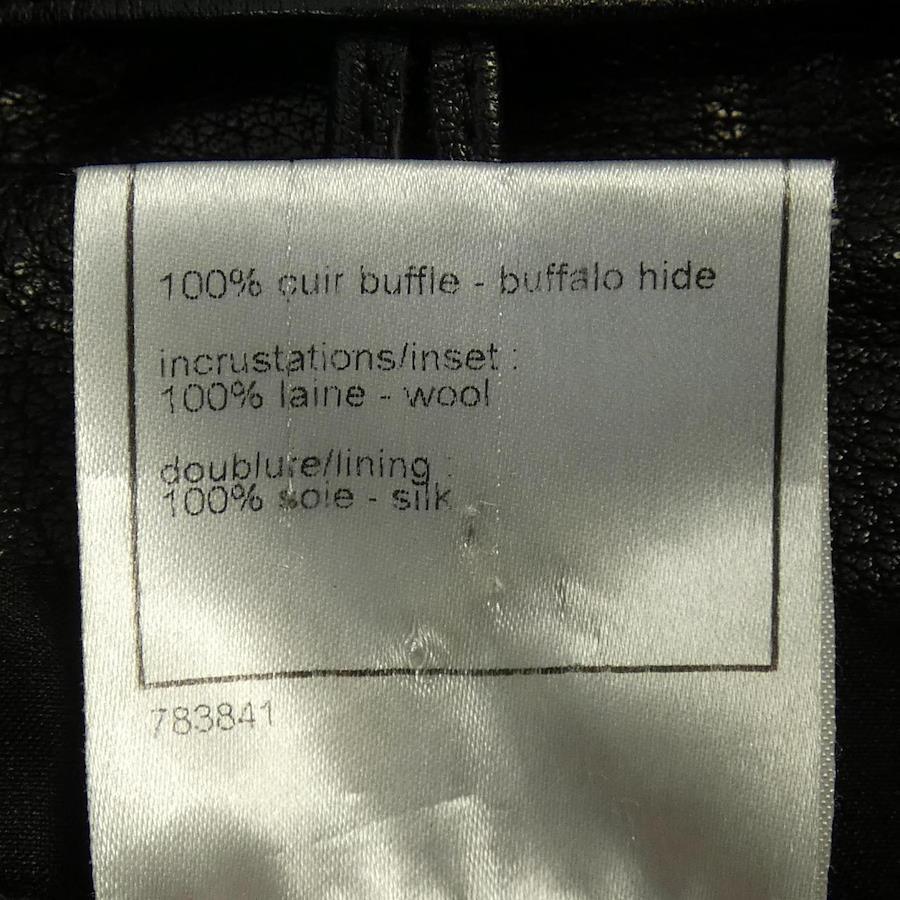 100% cuir buffle - buffalo hide
incrustations/inset :
100% laine - wool
doublure/lining :
100% soie - silk
783841